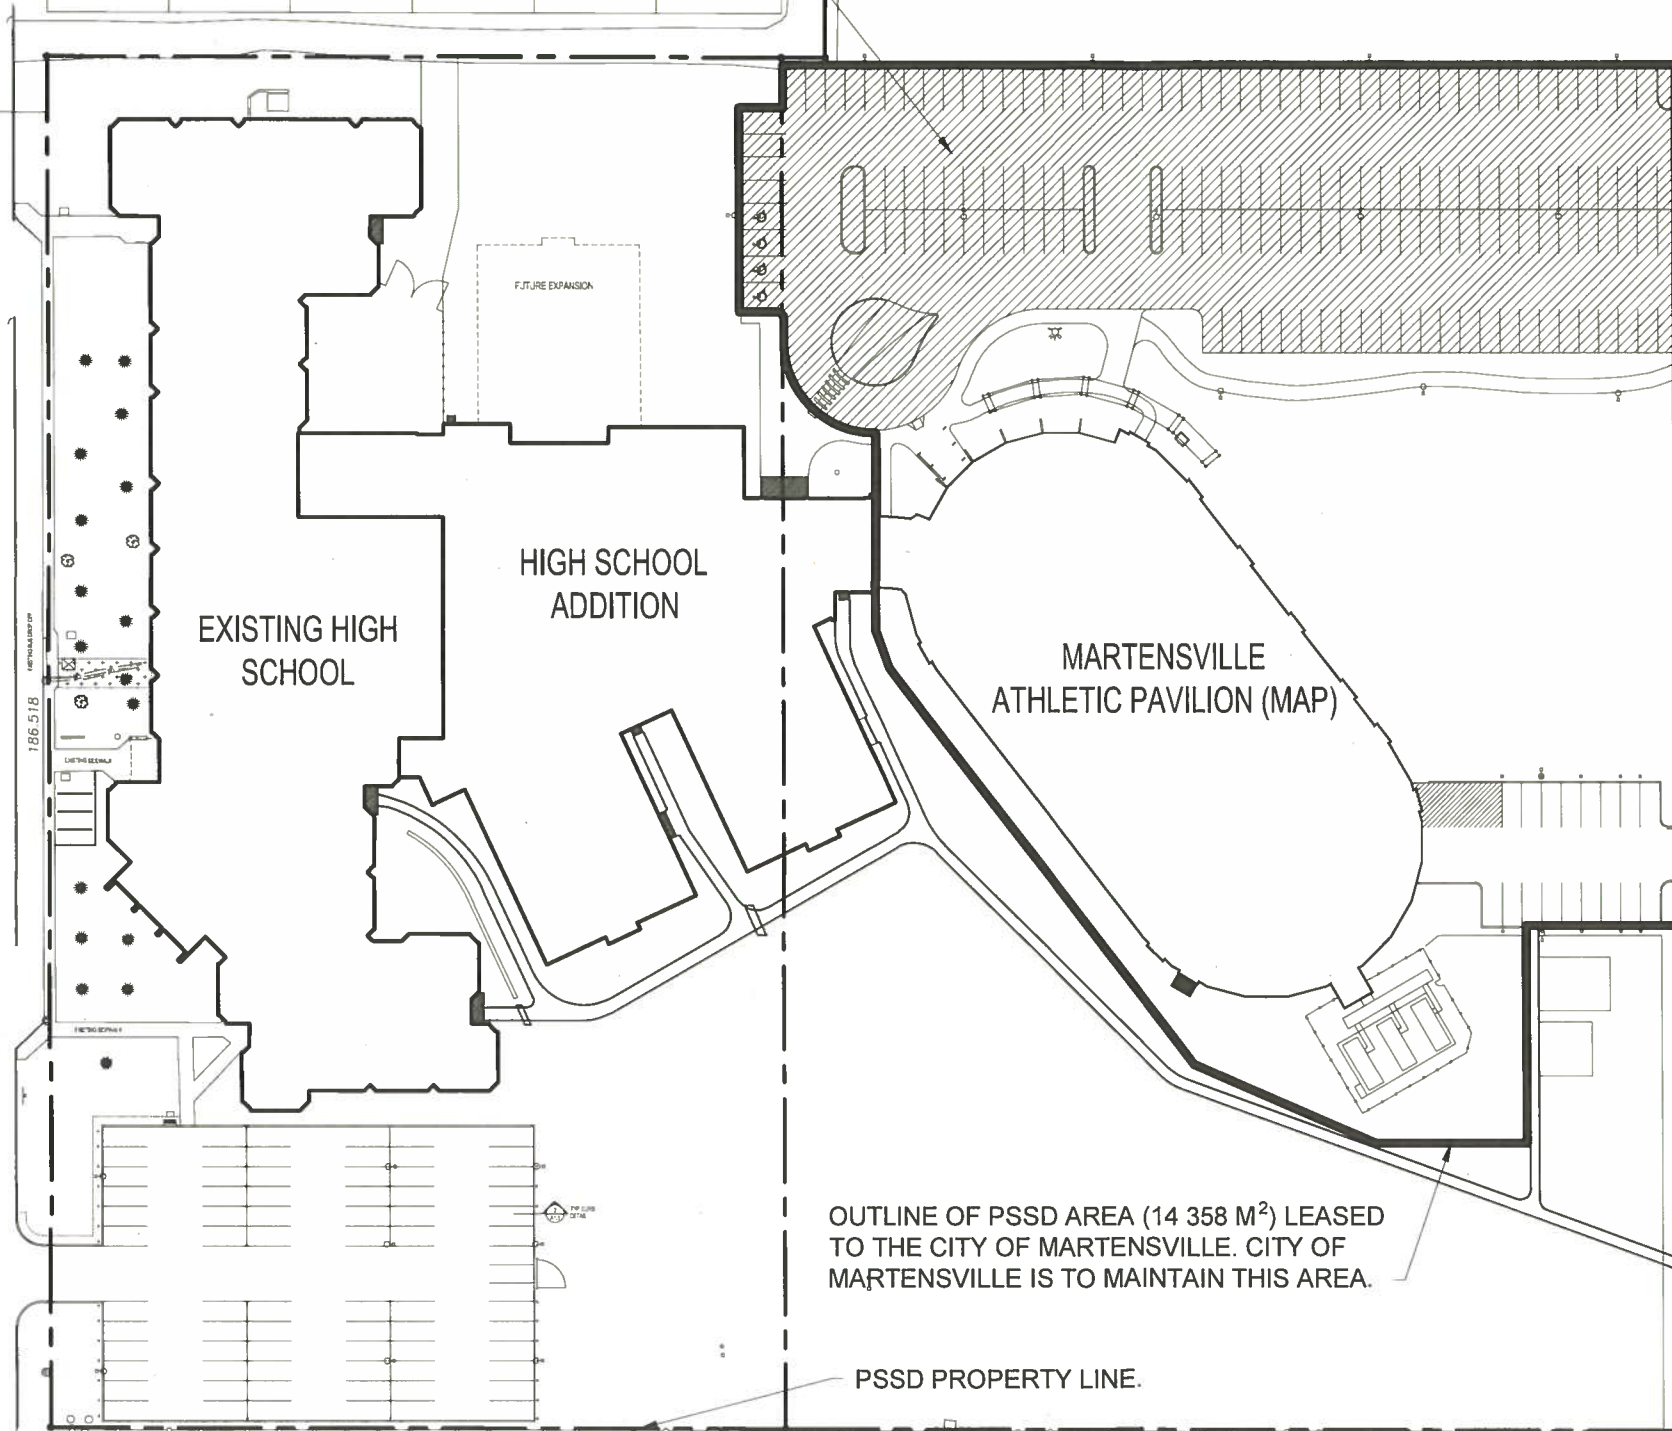 FUTURE EXPANSION
HIGH SCHOOL
ADDITION
EXISTING HIGH
SCHOOL
MARTENSVILLE
ATHLETIC PAVILION (MAP)
186.518
OUTLINE OF PSSD AREA (14 358 M²) LEASED
TO THE CITY OF MARTENSVILLE. CITY OF
MARTENSVILLE IS TO MAINTAIN THIS AREA.
PSSD PROPERTY LINE.